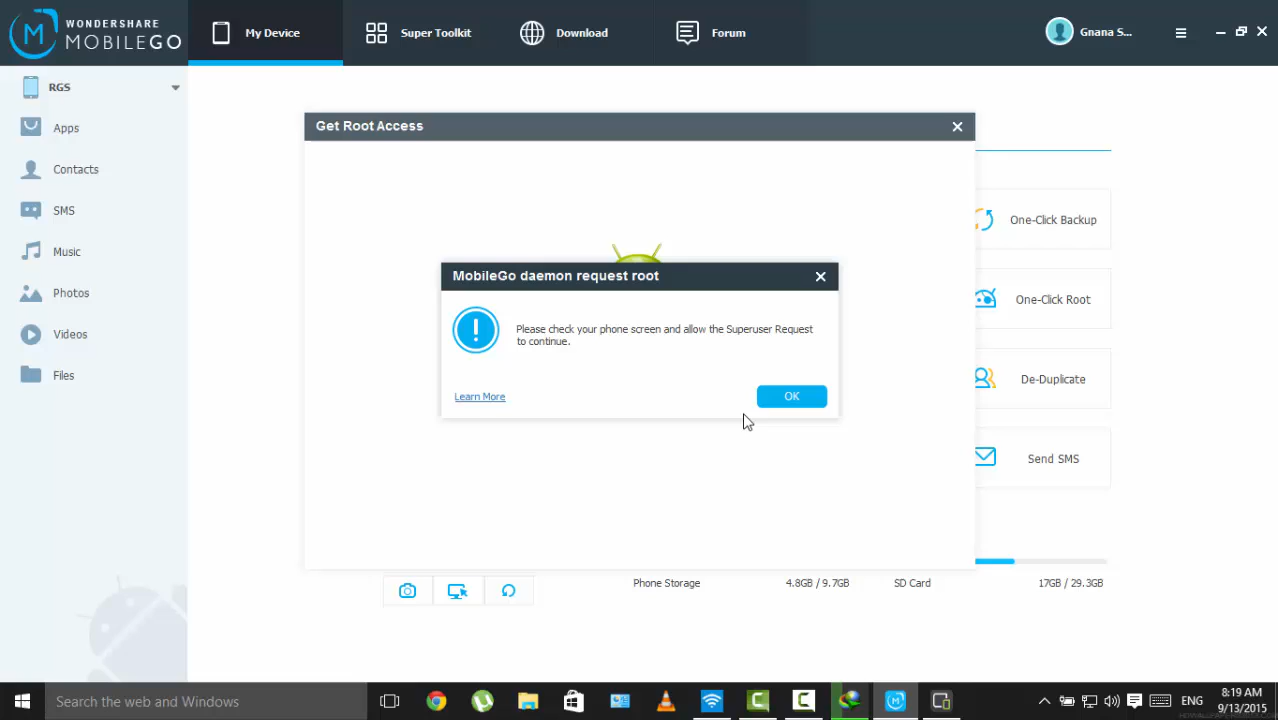 WONDERSHARE
MOBILEGO
My Device
Super Toolkit
Download
Forum
Gnana S...
RGS
Apps
Contacts
SMS
Music
Photos
Videos
Files
Get Root Access
MobileGo daemon request root
Please check your phone screen and allow the Superuser Request
to continue.
Learn More
OK
One-Click Backup
One-Click Root
De-Duplicate
Send SMS
Phone Storage
4.8GB / 9.7GB
SD Card
17GB / 29.3GB
Search the web and Windows
ENG
8:19 AM
9/13/2015